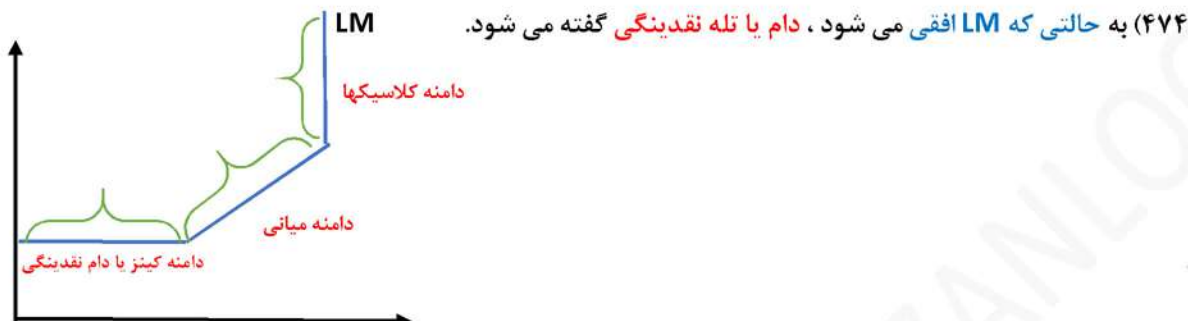 ۴۷۴) به حالتی که LM افقی می شود ، دام یا تله نقدینگی گفته می شود.
LM
دامنه کلاسیکها
دامنه میانی
دامنه کینز یا دام نقدینگی